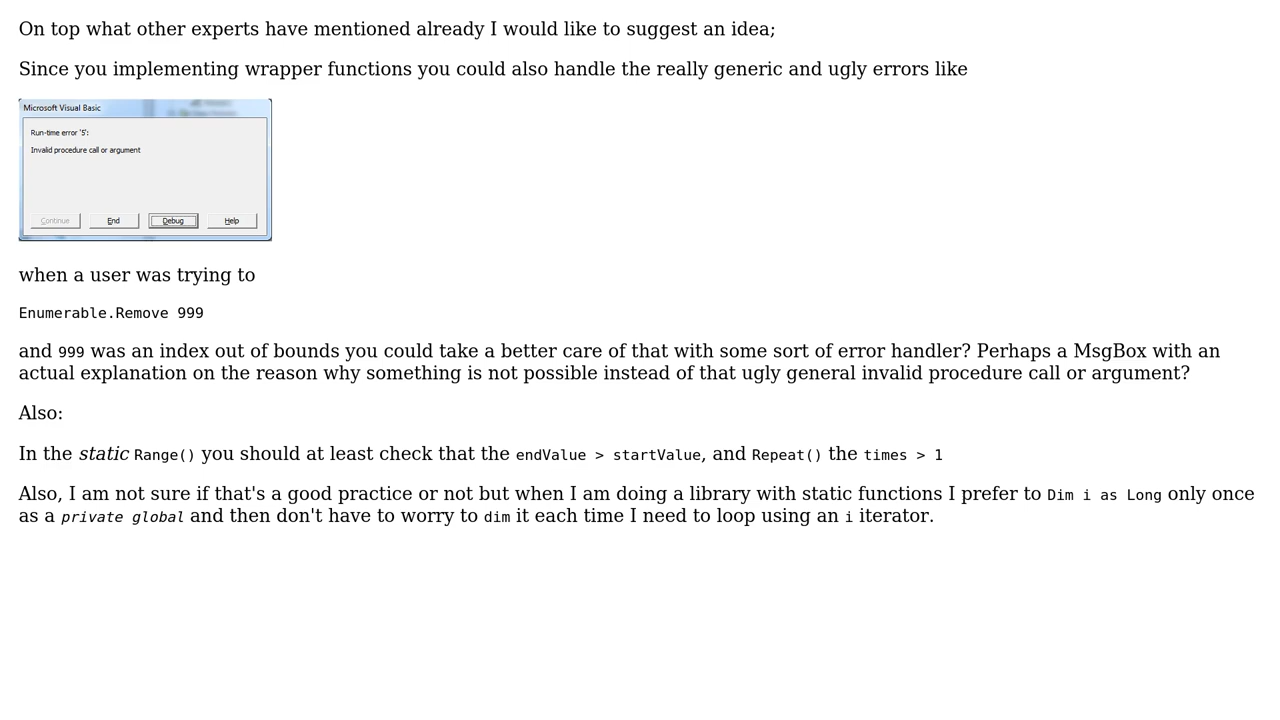 On top what other experts have mentioned already I would like to suggest an idea;
Since you implementing wrapper functions you could also handle the really generic and ugly errors like
Microsoft Visual Basic
Run-time error '5':
Invalid procedure call or argument
Continue End Debug Help
when a user was trying to
Enumerable.Remove 999
and 999 was an index out of bounds you could take a better care of that with some sort of error handler? Perhaps a MsgBox with an
actual explanation on the reason why something is not possible instead of that ugly general invalid procedure call or argument?
Also:
In the static Range() you should at least check that the endValue > startValue, and Repeat() the times > 1
Also, I am not sure if that's a good practice or not but when I am doing a library with static functions I prefer to Dim i as Long only once
as a private global and then don't have to worry to dim it each time I need to loop using an i iterator.